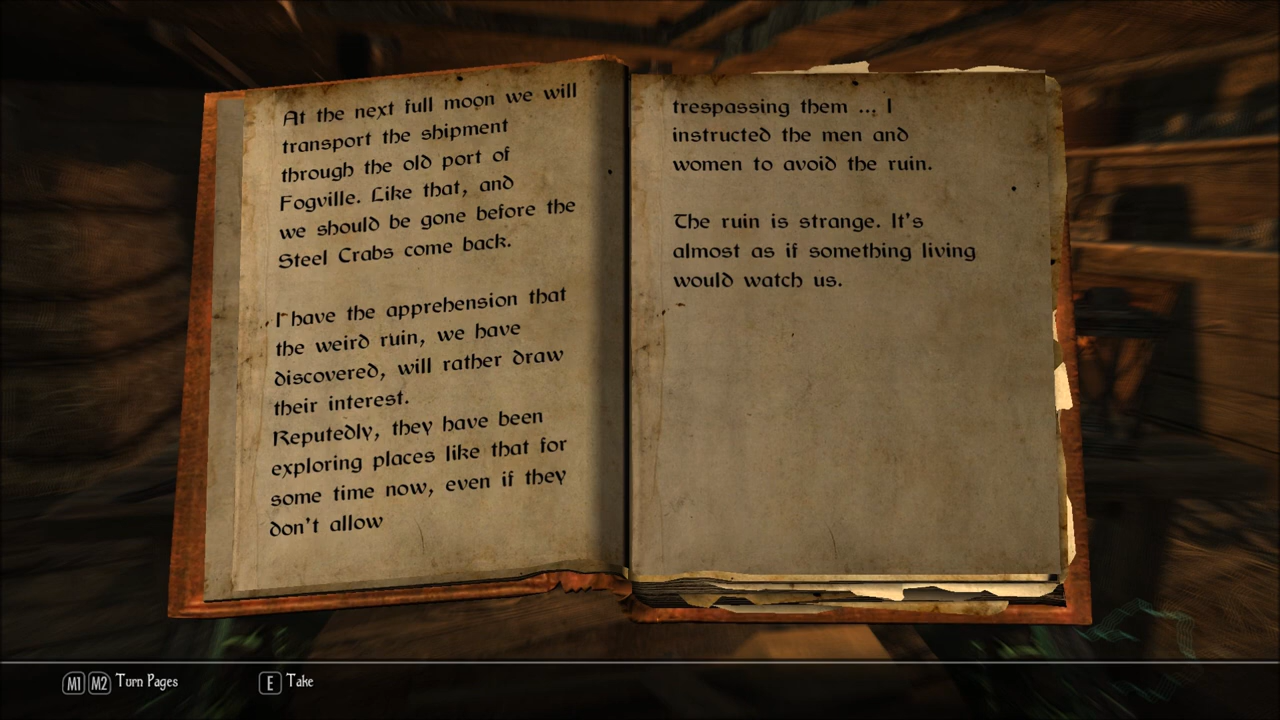 At the next full moon we will
transport the shipment
through the old port of
Fogville. Like that, and
we should be gone before the
Steel Crabs come back.
I have the apprehension that
the weird ruin, we have
discovered, will rather draw
their interest.
Reputedly, they have been
exploring places like that for
some time now, even if they
don't allow
trespassing them ... I
instructed the men and
women to avoid the ruin.
The ruin is strange. It's
almost as if something living
would watch us.
M1 M2 Turn Pages E Take